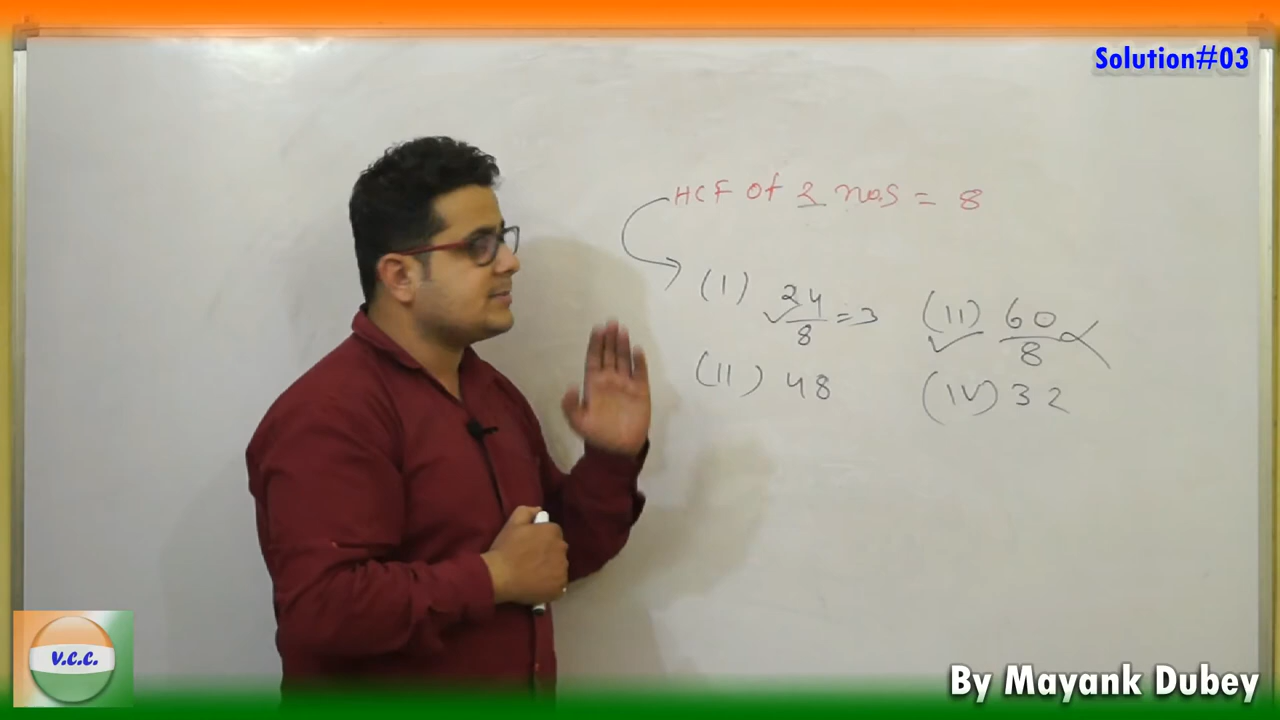 Solution#03
HCF of 2 nos = 8
(I) 24/8 = 3 (II) 60/8
(II) 48 (IV) 32
V.C.C.
By Mayank Dubey